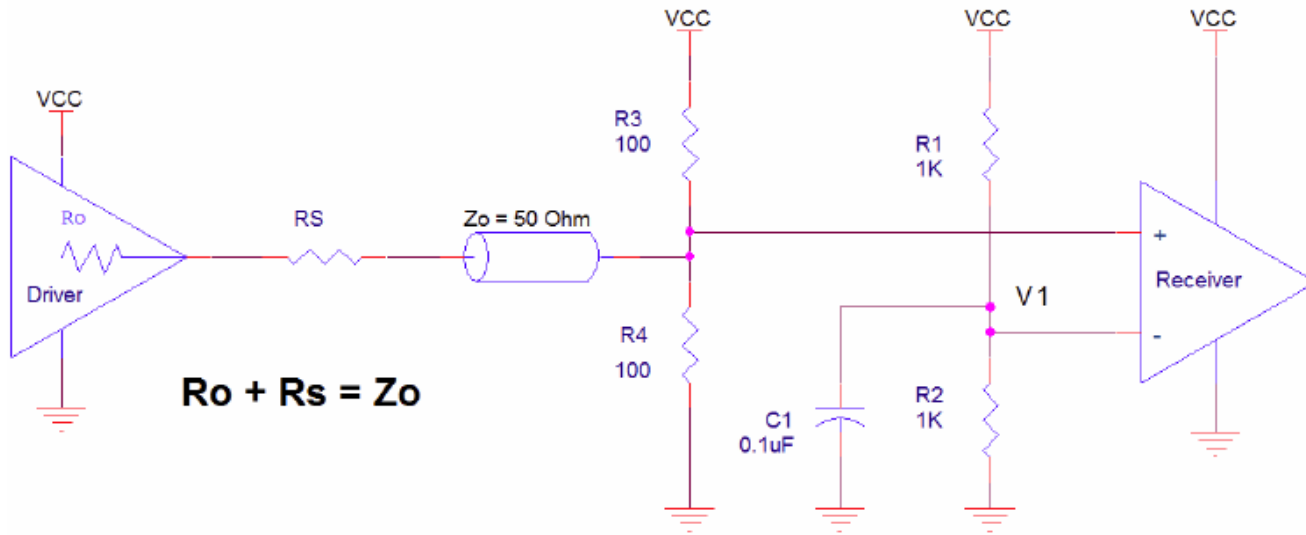 VCC
VCC
VCC
VCC
R3
100
R1
1K
Ro
RS
Zo = 50 Ohm
+
Driver
Receiver
V1
-
R4
100
Ro + Rs = Zo
C1
0.1uF
R2
1K